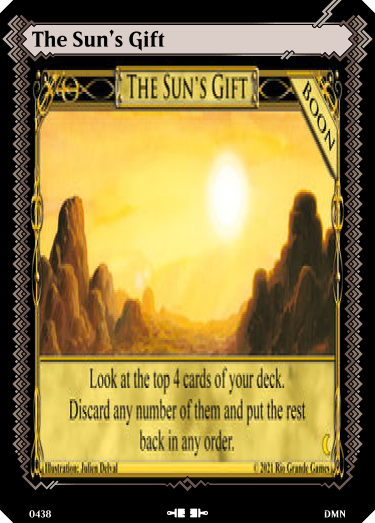 The Sun's Gift
THE SUN'S GIFT
BOON
Look at the top 4 cards of your deck.
Discard any number of them and put the rest
back in any order.
Illustration: Julien Delval
© 2021 Rio Grande Games
0438
DMN